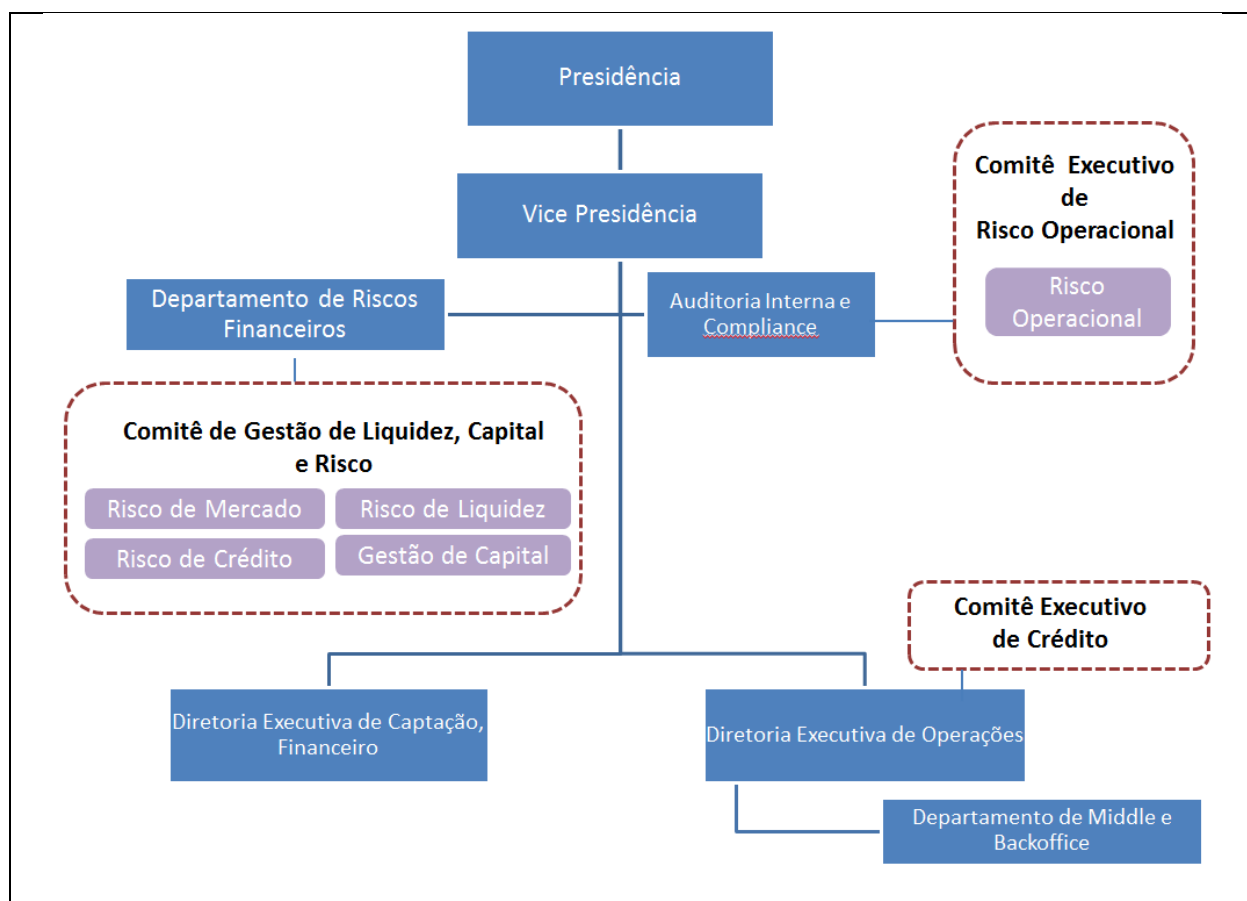 Presidência
Vice Presidência
Comitê Executivo
de
Risco Operacional
Risco
Operacional
Departamento de Riscos
Financeiros
Auditoria Interna e
Compliance
Comitê de Gestão de Liquidez, Capital
e Risco
Risco de Mercado
Risco de Liquidez
Risco de Crédito
Gestão de Capital
Comitê Executivo
de Crédito
Diretoria Executiva de Captação,
Financeiro
Diretoria Executiva de Operações
Departamento de Middle e
Backoffice